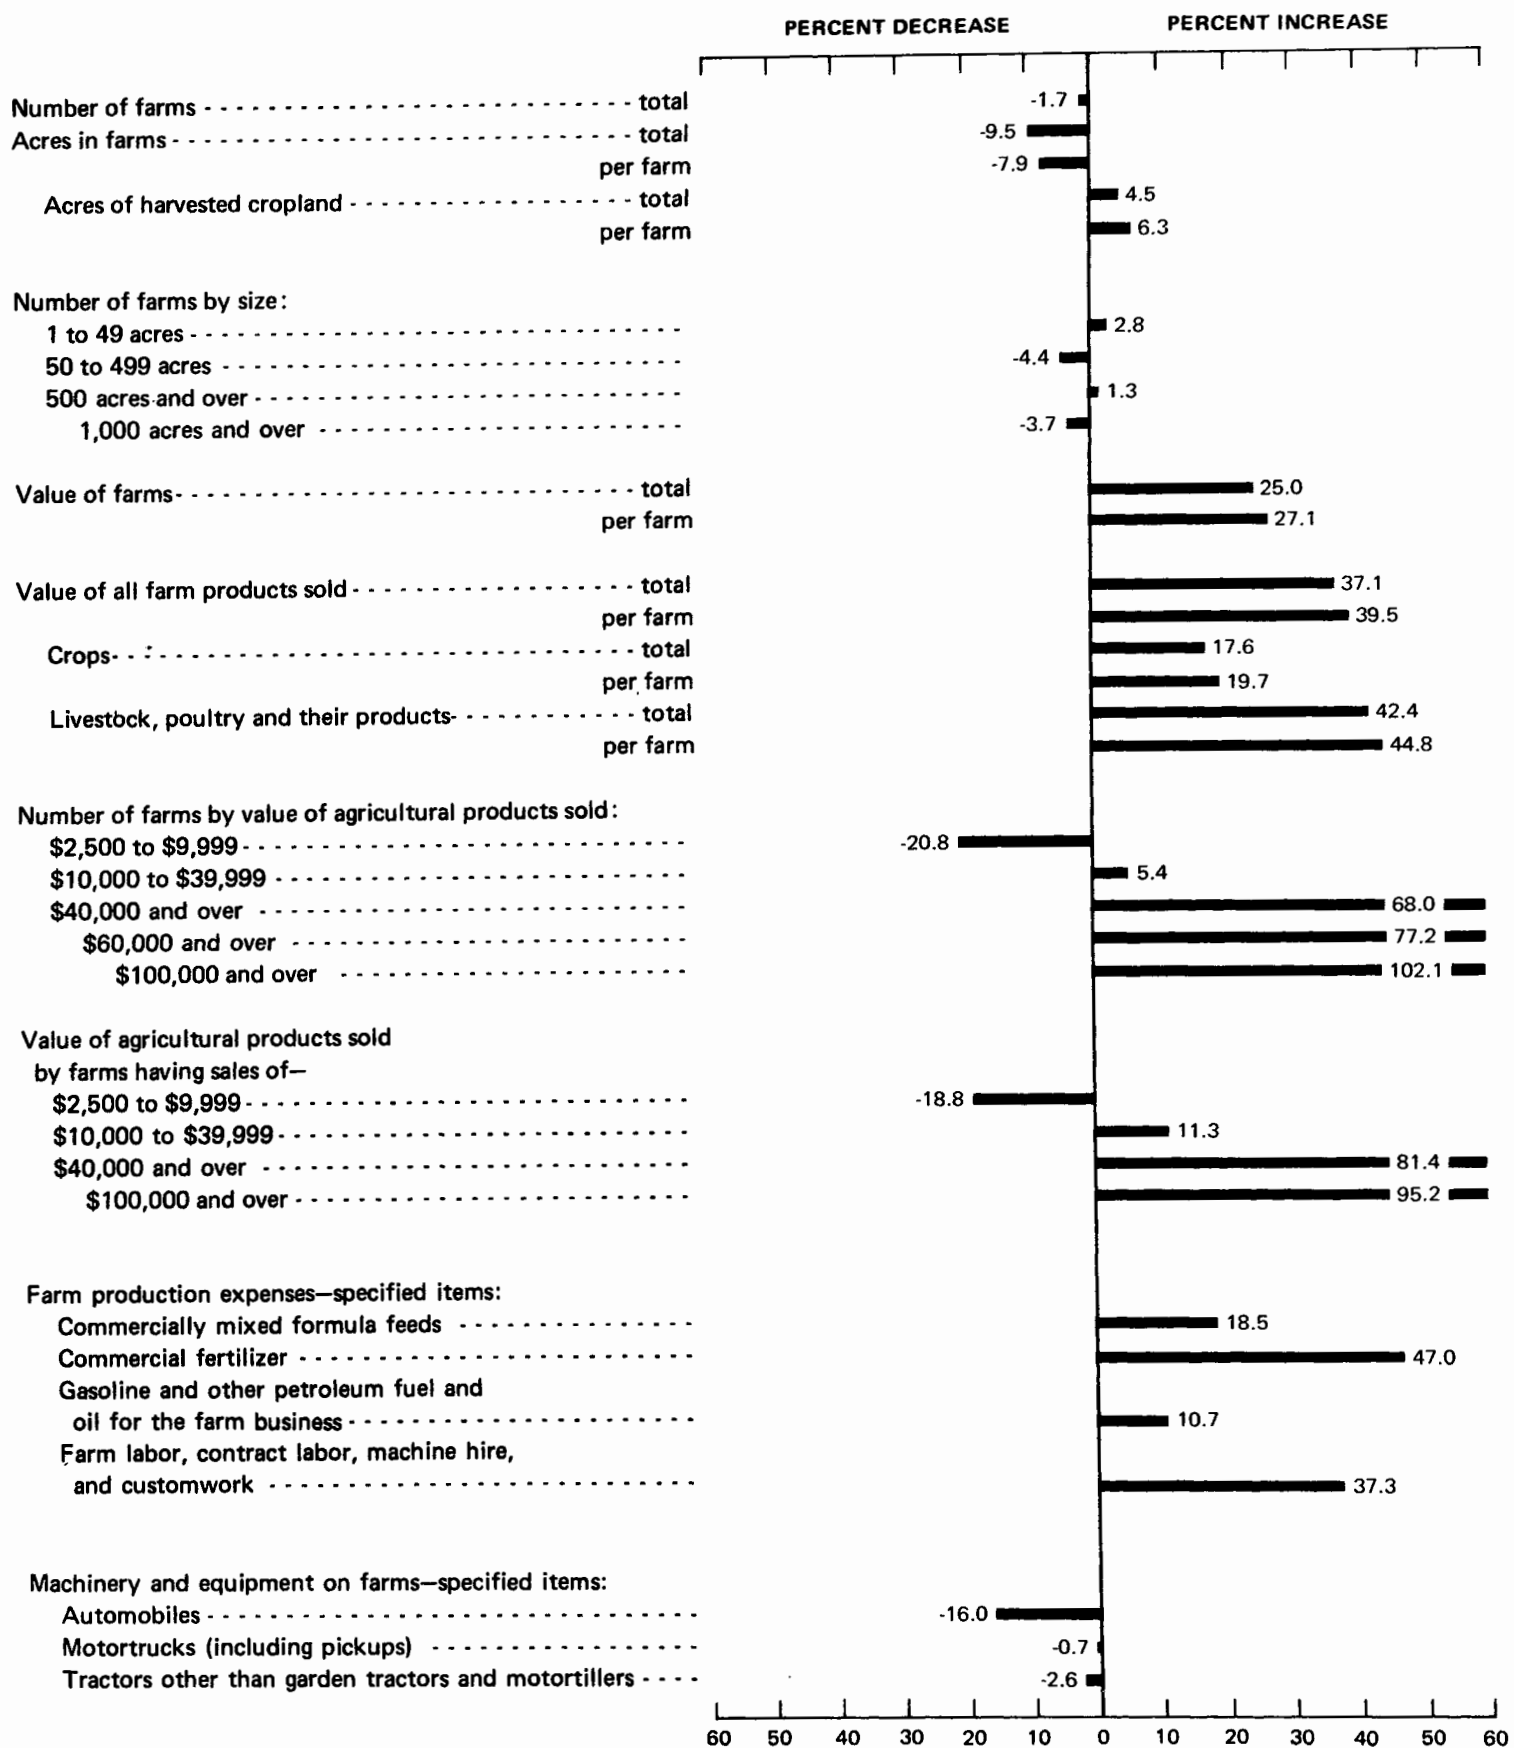 PERCENT DECREASE PERCENT INCREASE
Number of farms total -1.7
Acres in farms total -9.5
per farm -7.9
Acres of harvested cropland total 4.5
per farm 6.3
Number of farms by size:
1 to 49 acres 2.8
50 to 499 acres -4.4
500 acres and over 1.3
1,000 acres and over -3.7
Value of farms total 25.0
per farm 27.1
Value of all farm products sold total 37.1
per farm 39.5
Crops total 17.6
per farm 19.7
Livestock, poultry and their products total 42.4
per farm 44.8
Number of farms by value of agricultural products sold:
$2,500 to $9,999 -20.8
$10,000 to $39,999 5.4
$40,000 and over 68.0
$60,000 and over 77.2
$100,000 and over 102.1
Value of agricultural products sold
by farms having sales of—
$2,500 to $9,999 -18.8
$10,000 to $39,999 11.3
$40,000 and over 81.4
$100,000 and over 95.2
Farm production expenses—specified items:
Commercially mixed formula feeds 18.5
Commercial fertilizer 47.0
Gasoline and other petroleum fuel and
oil for the farm business 10.7
Farm labor, contract labor, machine hire,
and customwork 37.3
Machinery and equipment on farms—specified items:
Automobiles -16.0
Motortrucks (including pickups) -0.7
Tractors other than garden tractors and motortillers -2.6
60 50 40 30 20 10 0 10 20 30 40 50 60